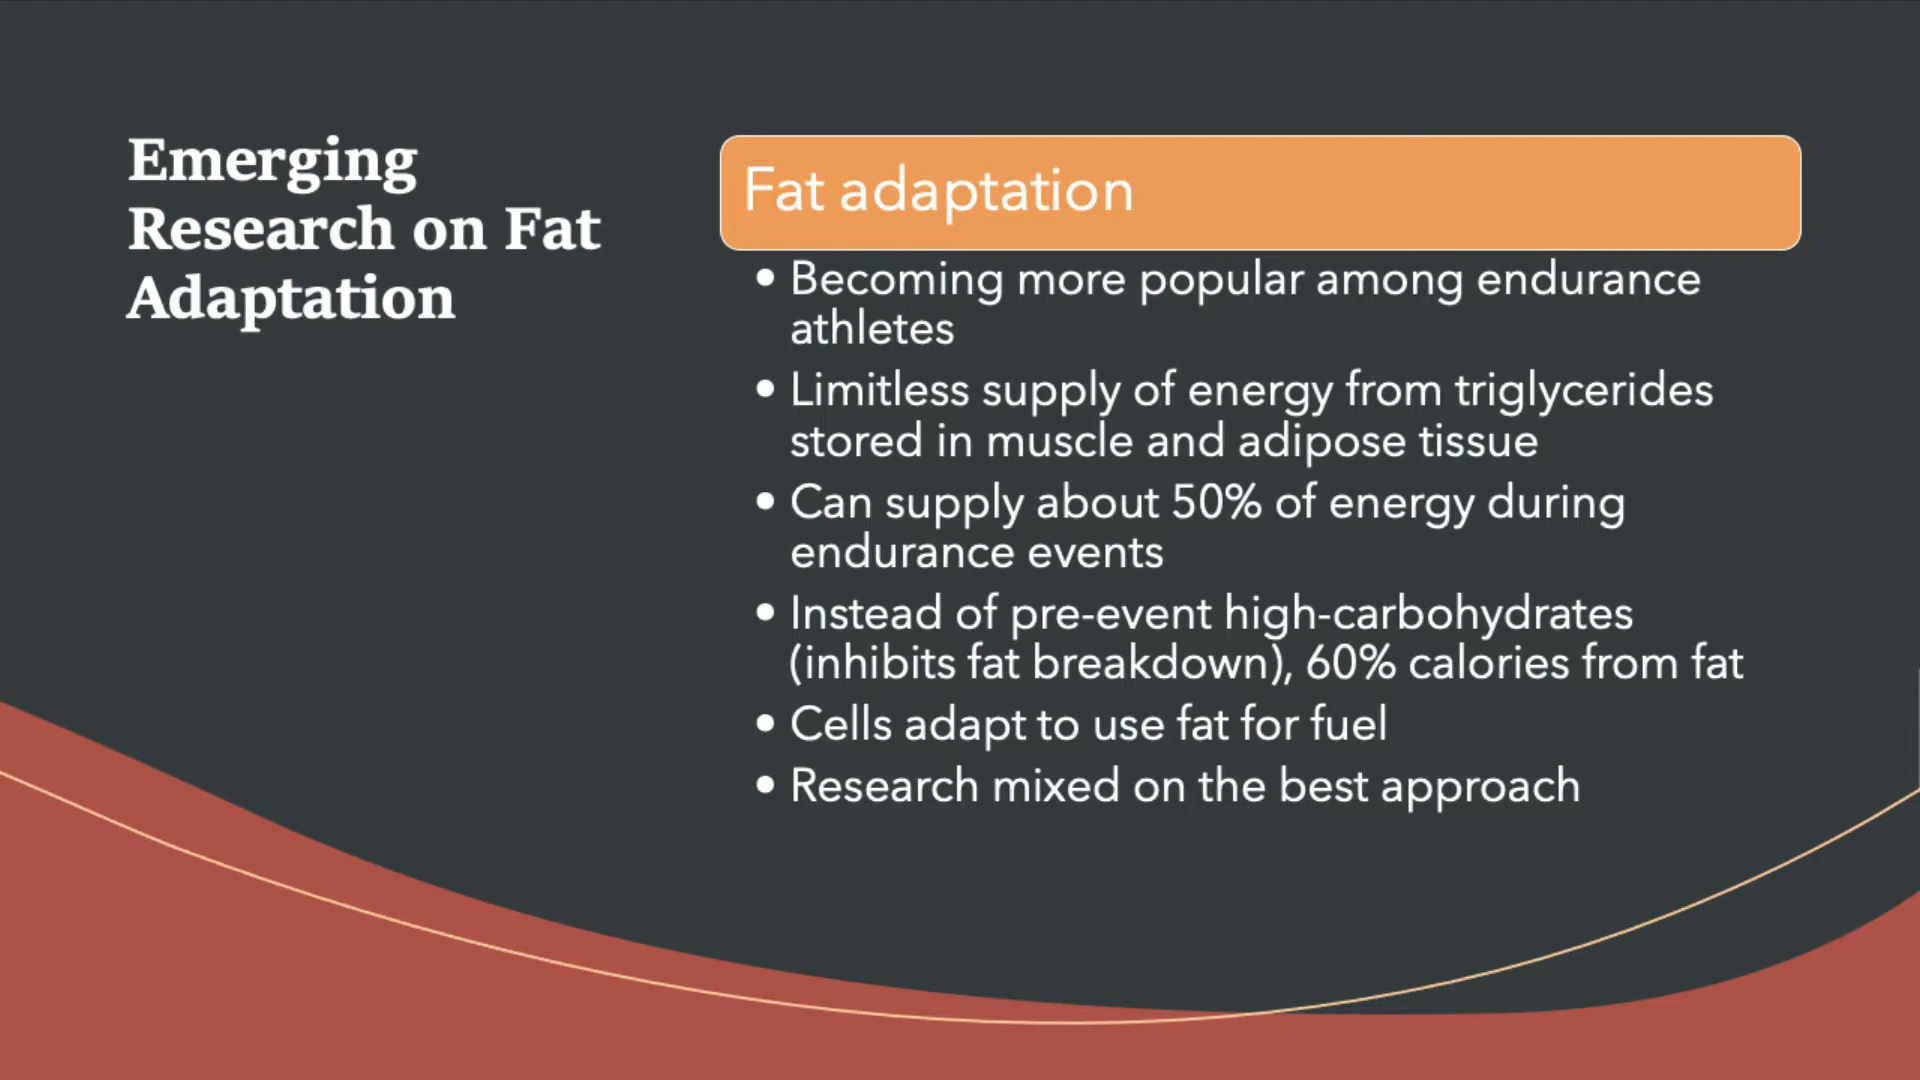 Emerging
Research on Fat
Adaptation
Fat adaptation
• Becoming more popular among endurance
athletes
• Limitless supply of energy from triglycerides
stored in muscle and adipose tissue
• Can supply about 50% of energy during
endurance events
• Instead of pre-event high-carbohydrates
(inhibits fat breakdown), 60% calories from fat
• Cells adapt to use fat for fuel
• Research mixed on the best approach